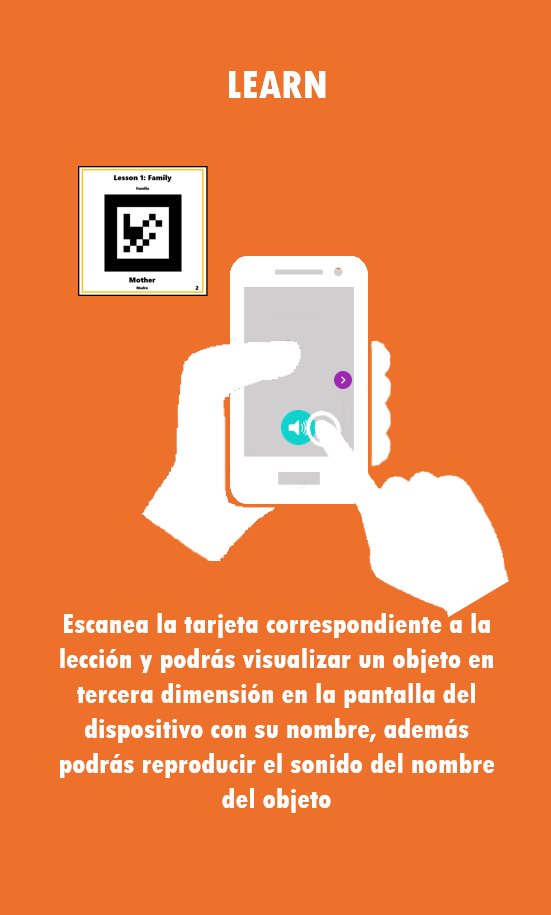 LEARN
Lesson 1: Family
Familia
Mother
Madre
2
Escanea la tarjeta correspondiente a la
lección y podrás visualizar un objeto en
tercera dimensión en la pantalla del
dispositivo con su nombre, además
podrás reproducir el sonido del nombre
del objeto